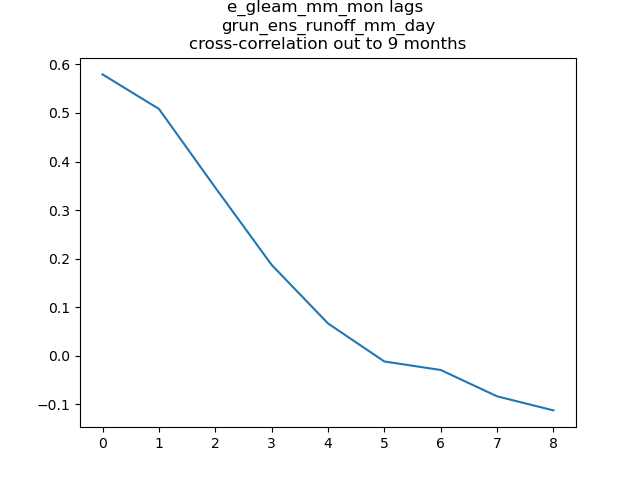 e_gleam_mm_mon lags
grun_ens_runoff_mm_day
cross-correlation out to 9 months
0.6
0.5
0.4
0.3
0.2
0.1
0.0
−0.1
0 1 2 3 4 5 6 7 8